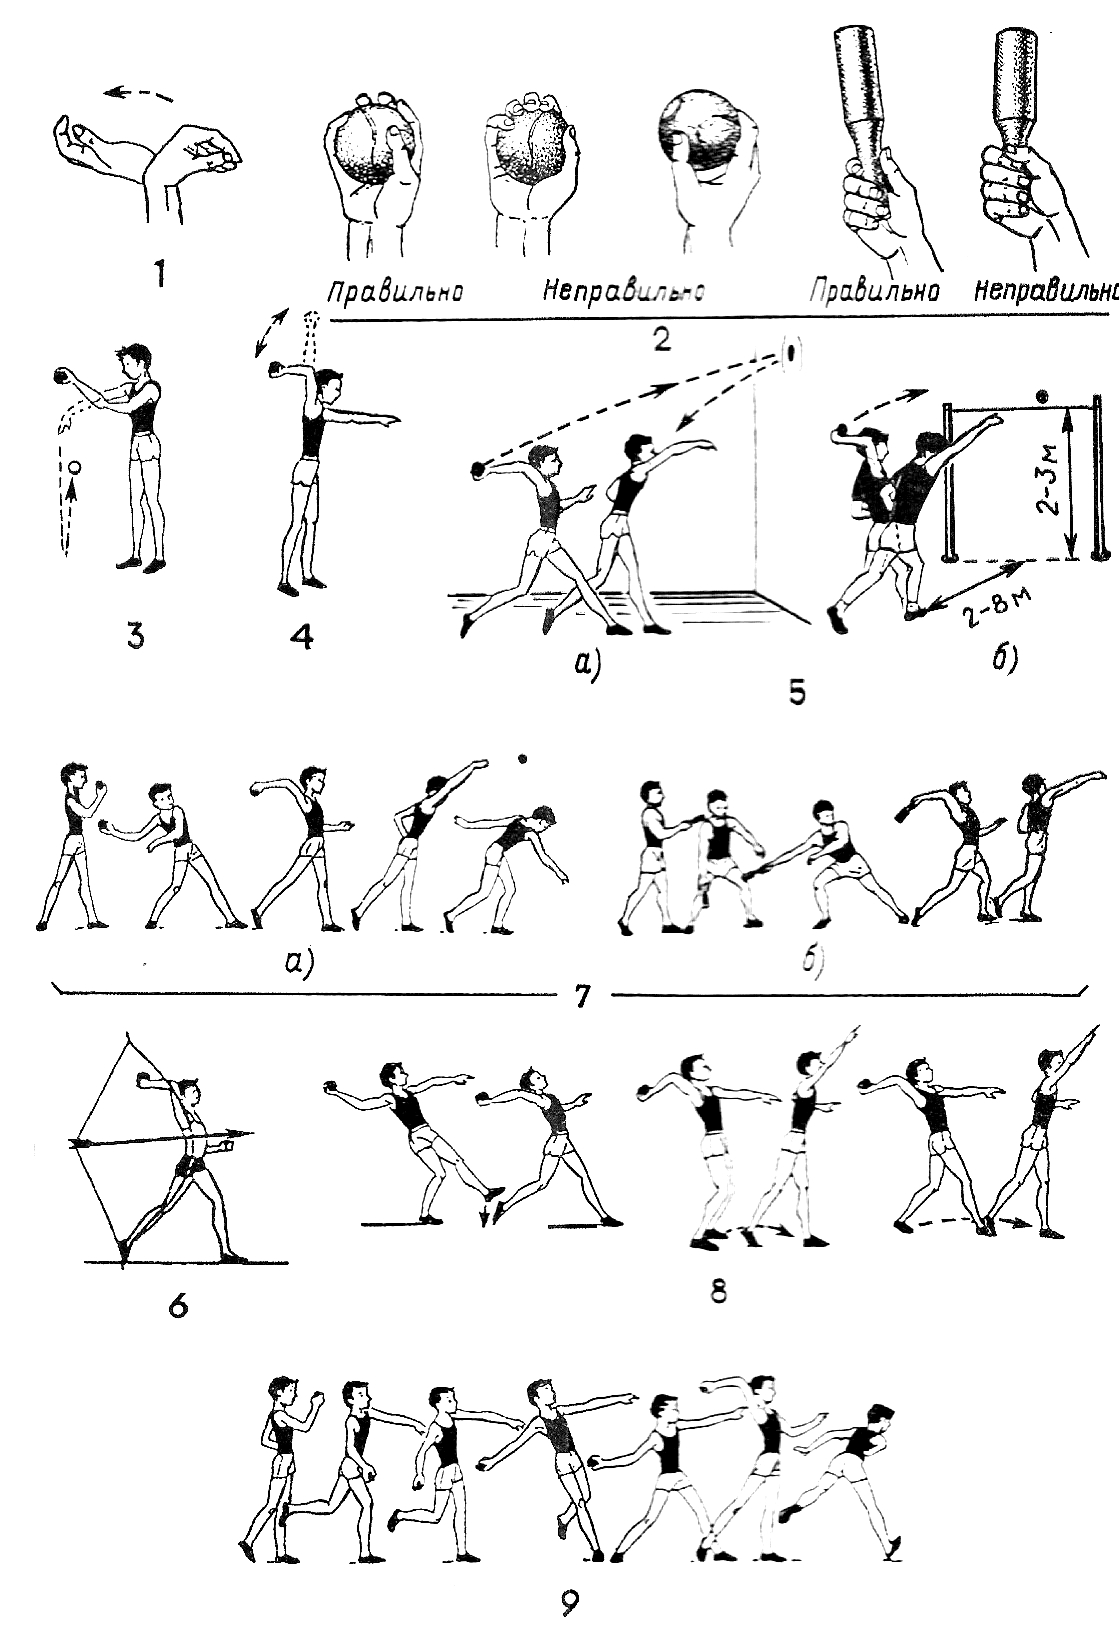 1
Правильно
Неправильно
Правильно
Неправильно
2
3
4
а)
2-3м
2-8м
б)
5
а)
б)
7
6
8
9